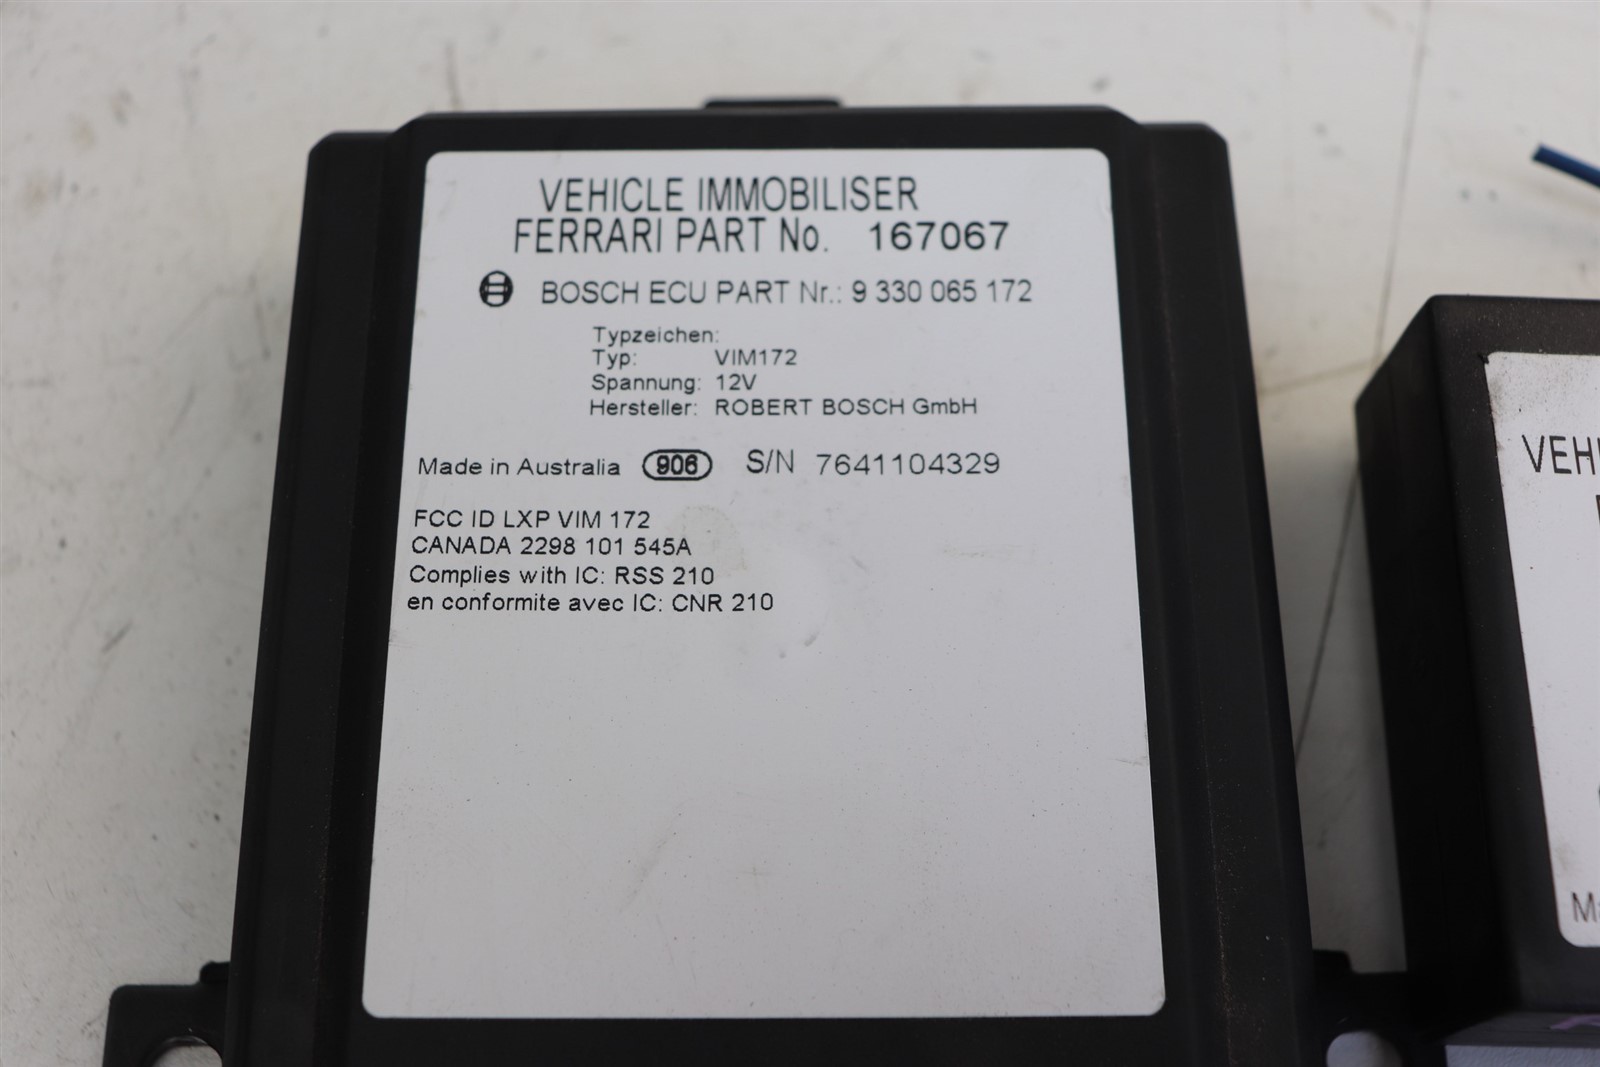 VEHICLE IMMOBILISER
FERRARI PART No. 167067
BOSCH ECU PART Nr.: 9 330 065 172
Typzeichen:
Typ: VIM172
Spannung: 12V
Hersteller: ROBERT BOSCH GmbH
Made in Australia 906 S/N 7641104329
FCC ID LXP VIM 172
CANADA 2298 101 545A
Complies with IC: RSS 210
en conformite avec IC: CNR 210
VEHI